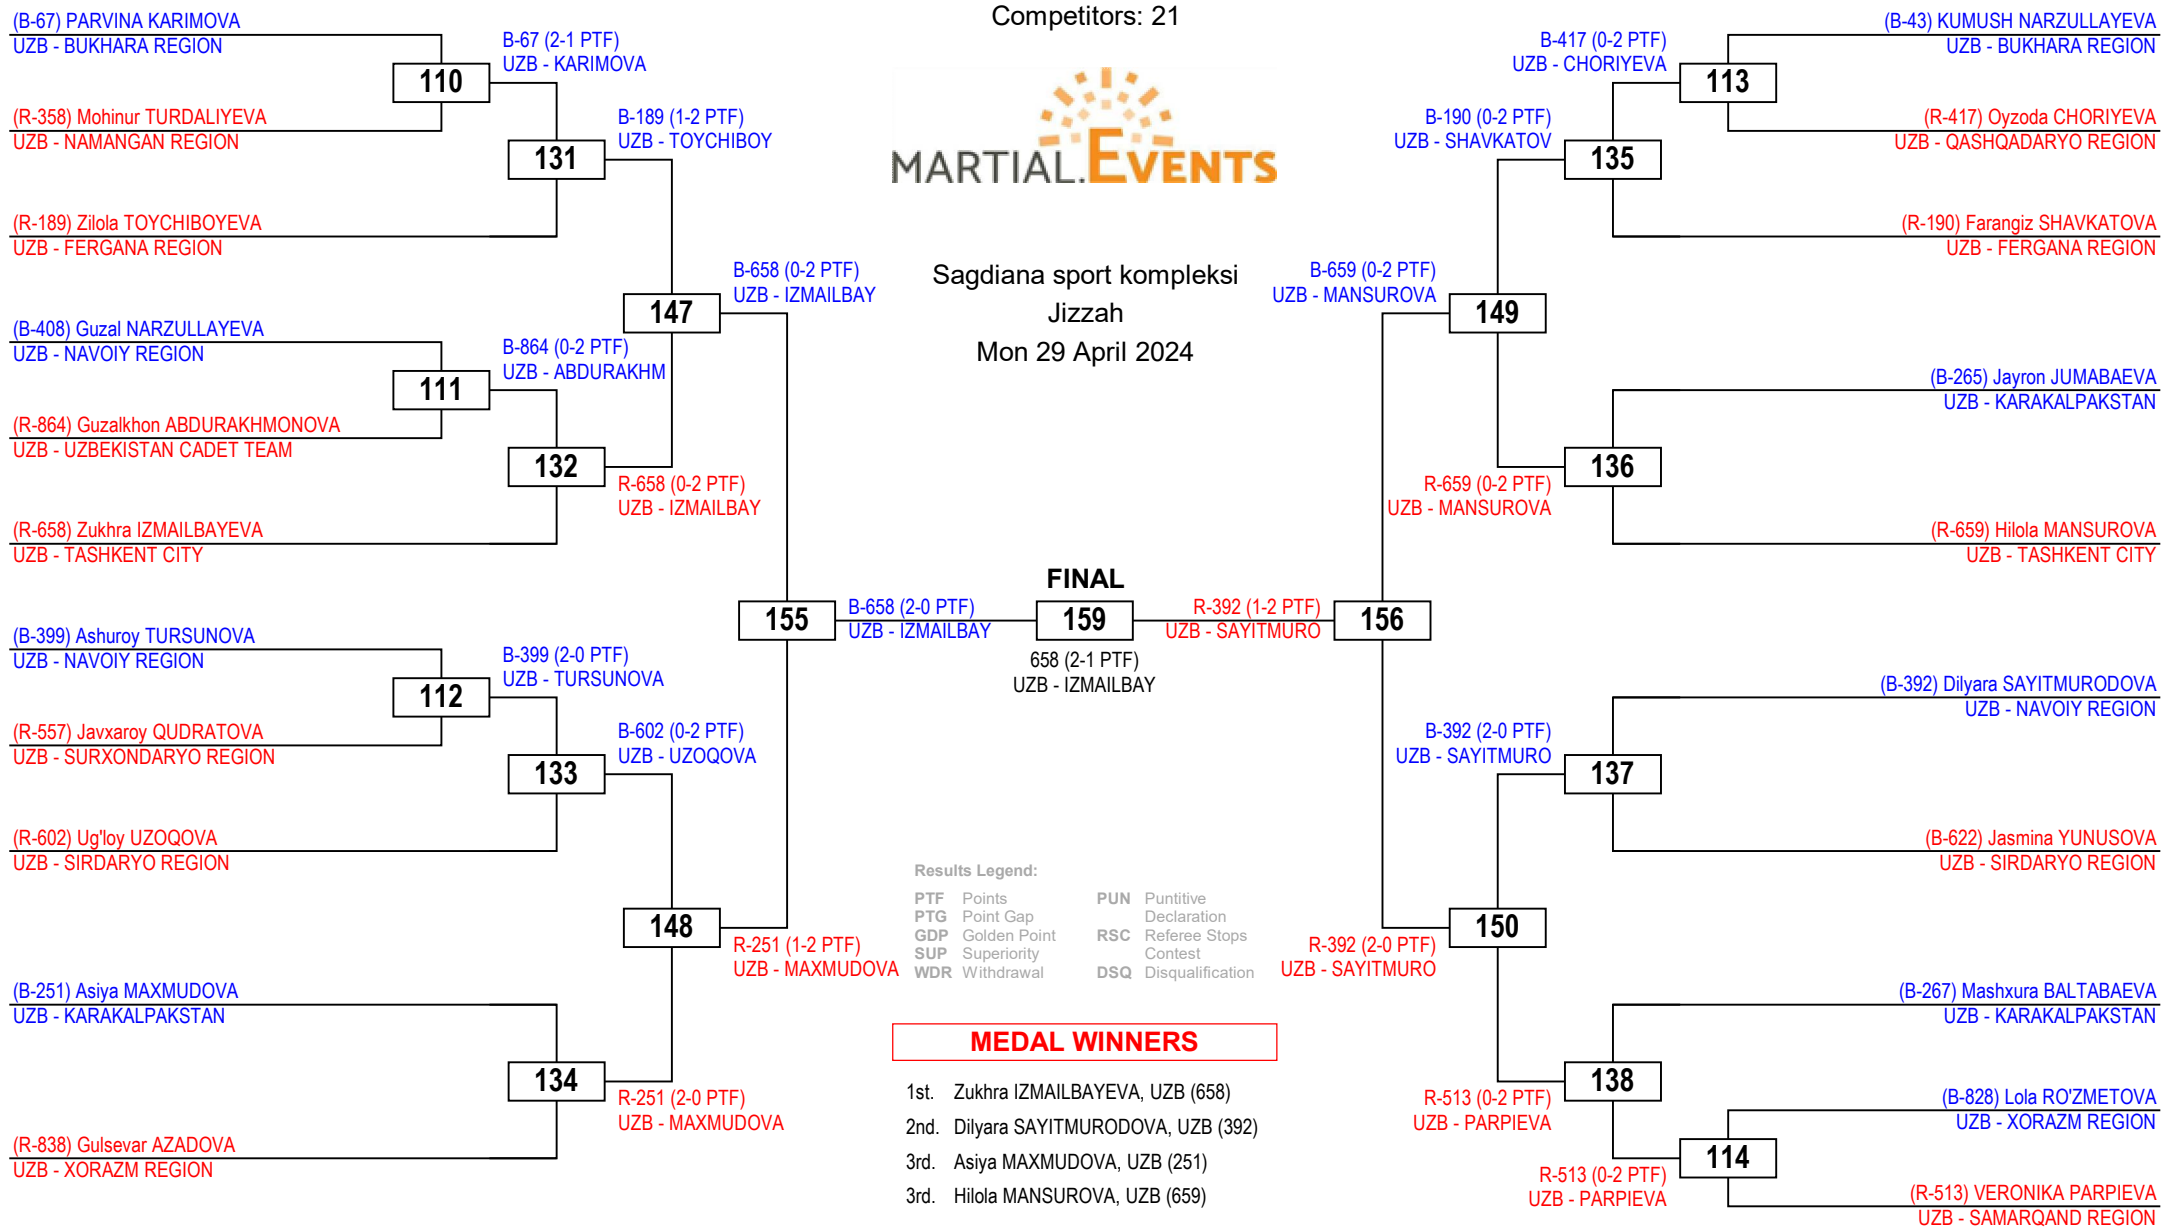 Competitors: 21
MARTIAL.EVENTS
Sagdiana sport kompleksi
Jizzah
Mon 29 April 2024
(B-67) PARVINA KARIMOVA
UZB - BUKHARA REGION
B-67 (2-1 PTF)
UZB - KARIMOVA
110
(R-358) Mohinur TURDALIYEVA
UZB - NAMANGAN REGION
B-189 (1-2 PTF)
UZB - TOYCHIBOY
131
(R-189) Zilola TOYCHIBOYEVA
UZB - FERGANA REGION
B-658 (0-2 PTF)
UZB - IZMAILBAY
147
(B-408) Guzal NARZULLAYEVA
UZB - NAVOIY REGION
B-864 (0-2 PTF)
UZB - ABDURAKHM
111
(R-864) Guzalkhon ABDURAKHMONOVA
UZB - UZBEKISTAN CADET TEAM
132
R-658 (0-2 PTF)
UZB - IZMAILBAY
(R-658) Zukhra IZMAILBAYEVA
UZB - TASHKENT CITY
155
B-658 (2-0 PTF)
UZB - IZMAILBAY
(B-399) Ashuroy TURSUNOVA
UZB - NAVOIY REGION
B-399 (2-0 PTF)
UZB - TURSUNOVA
112
(R-557) Javxaroy QUDRATOVA
UZB - SURXONDARYO REGION
B-602 (0-2 PTF)
UZB - UZOQOVA
133
(R-602) Ug'loy UZOQOVA
UZB - SIRDARYO REGION
148
R-251 (1-2 PTF)
UZB - MAXMUDOVA
(B-251) Asiya MAXMUDOVA
UZB - KARAKALPAKSTAN
134
R-251 (2-0 PTF)
UZB - MAXMUDOVA
(R-838) Gulsevar AZADOVA
UZB - XORAZM REGION
FINAL
159
658 (2-1 PTF)
UZB - IZMAILBAY
(B-43) KUMUSH NARZULLAYEVA
UZB - BUKHARA REGION
B-417 (0-2 PTF)
UZB - CHORIYEVA
113
(R-417) Oyzoda CHORIYEVA
UZB - QASHQADARYO REGION
B-190 (0-2 PTF)
UZB - SHAVKATOV
135
(R-190) Farangiz SHAVKATOVA
UZB - FERGANA REGION
B-659 (0-2 PTF)
UZB - MANSUROVA
149
(B-265) Jayron JUMABAEVA
UZB - KARAKALPAKSTAN
136
R-659 (0-2 PTF)
UZB - MANSUROVA
(R-659) Hilola MANSUROVA
UZB - TASHKENT CITY
R-392 (1-2 PTF)
UZB - SAYITMURO
156
(B-392) Dilyara SAYITMURODOVA
UZB - NAVOIY REGION
B-392 (2-0 PTF)
UZB - SAYITMURO
137
(B-622) Jasmina YUNUSOVA
UZB - SIRDARYO REGION
150
R-392 (2-0 PTF)
UZB - SAYITMURO
(B-267) Mashxura BALTABAEVA
UZB - KARAKALPAKSTAN
138
R-513 (0-2 PTF)
UZB - PARPIEVA
(B-828) Lola RO'ZMETOVA
UZB - XORAZM REGION
114
R-513 (0-2 PTF)
UZB - PARPIEVA
(R-513) VERONIKA PARPIEVA
UZB - SAMARQAND REGION
Results Legend:
PTF Points
PTG Point Gap
GDP Golden Point
SUP Superiority
WDR Withdrawal
PUN Puntitive
Declaration
RSC Referee Stops
Contest
DSQ Disqualification
MEDAL WINNERS
1st. Zukhra IZMAILBAYEVA, UZB (658)
2nd. Dilyara SAYITMURODOVA, UZB (392)
3rd. Asiya MAXMUDOVA, UZB (251)
3rd. Hilola MANSUROVA, UZB (659)